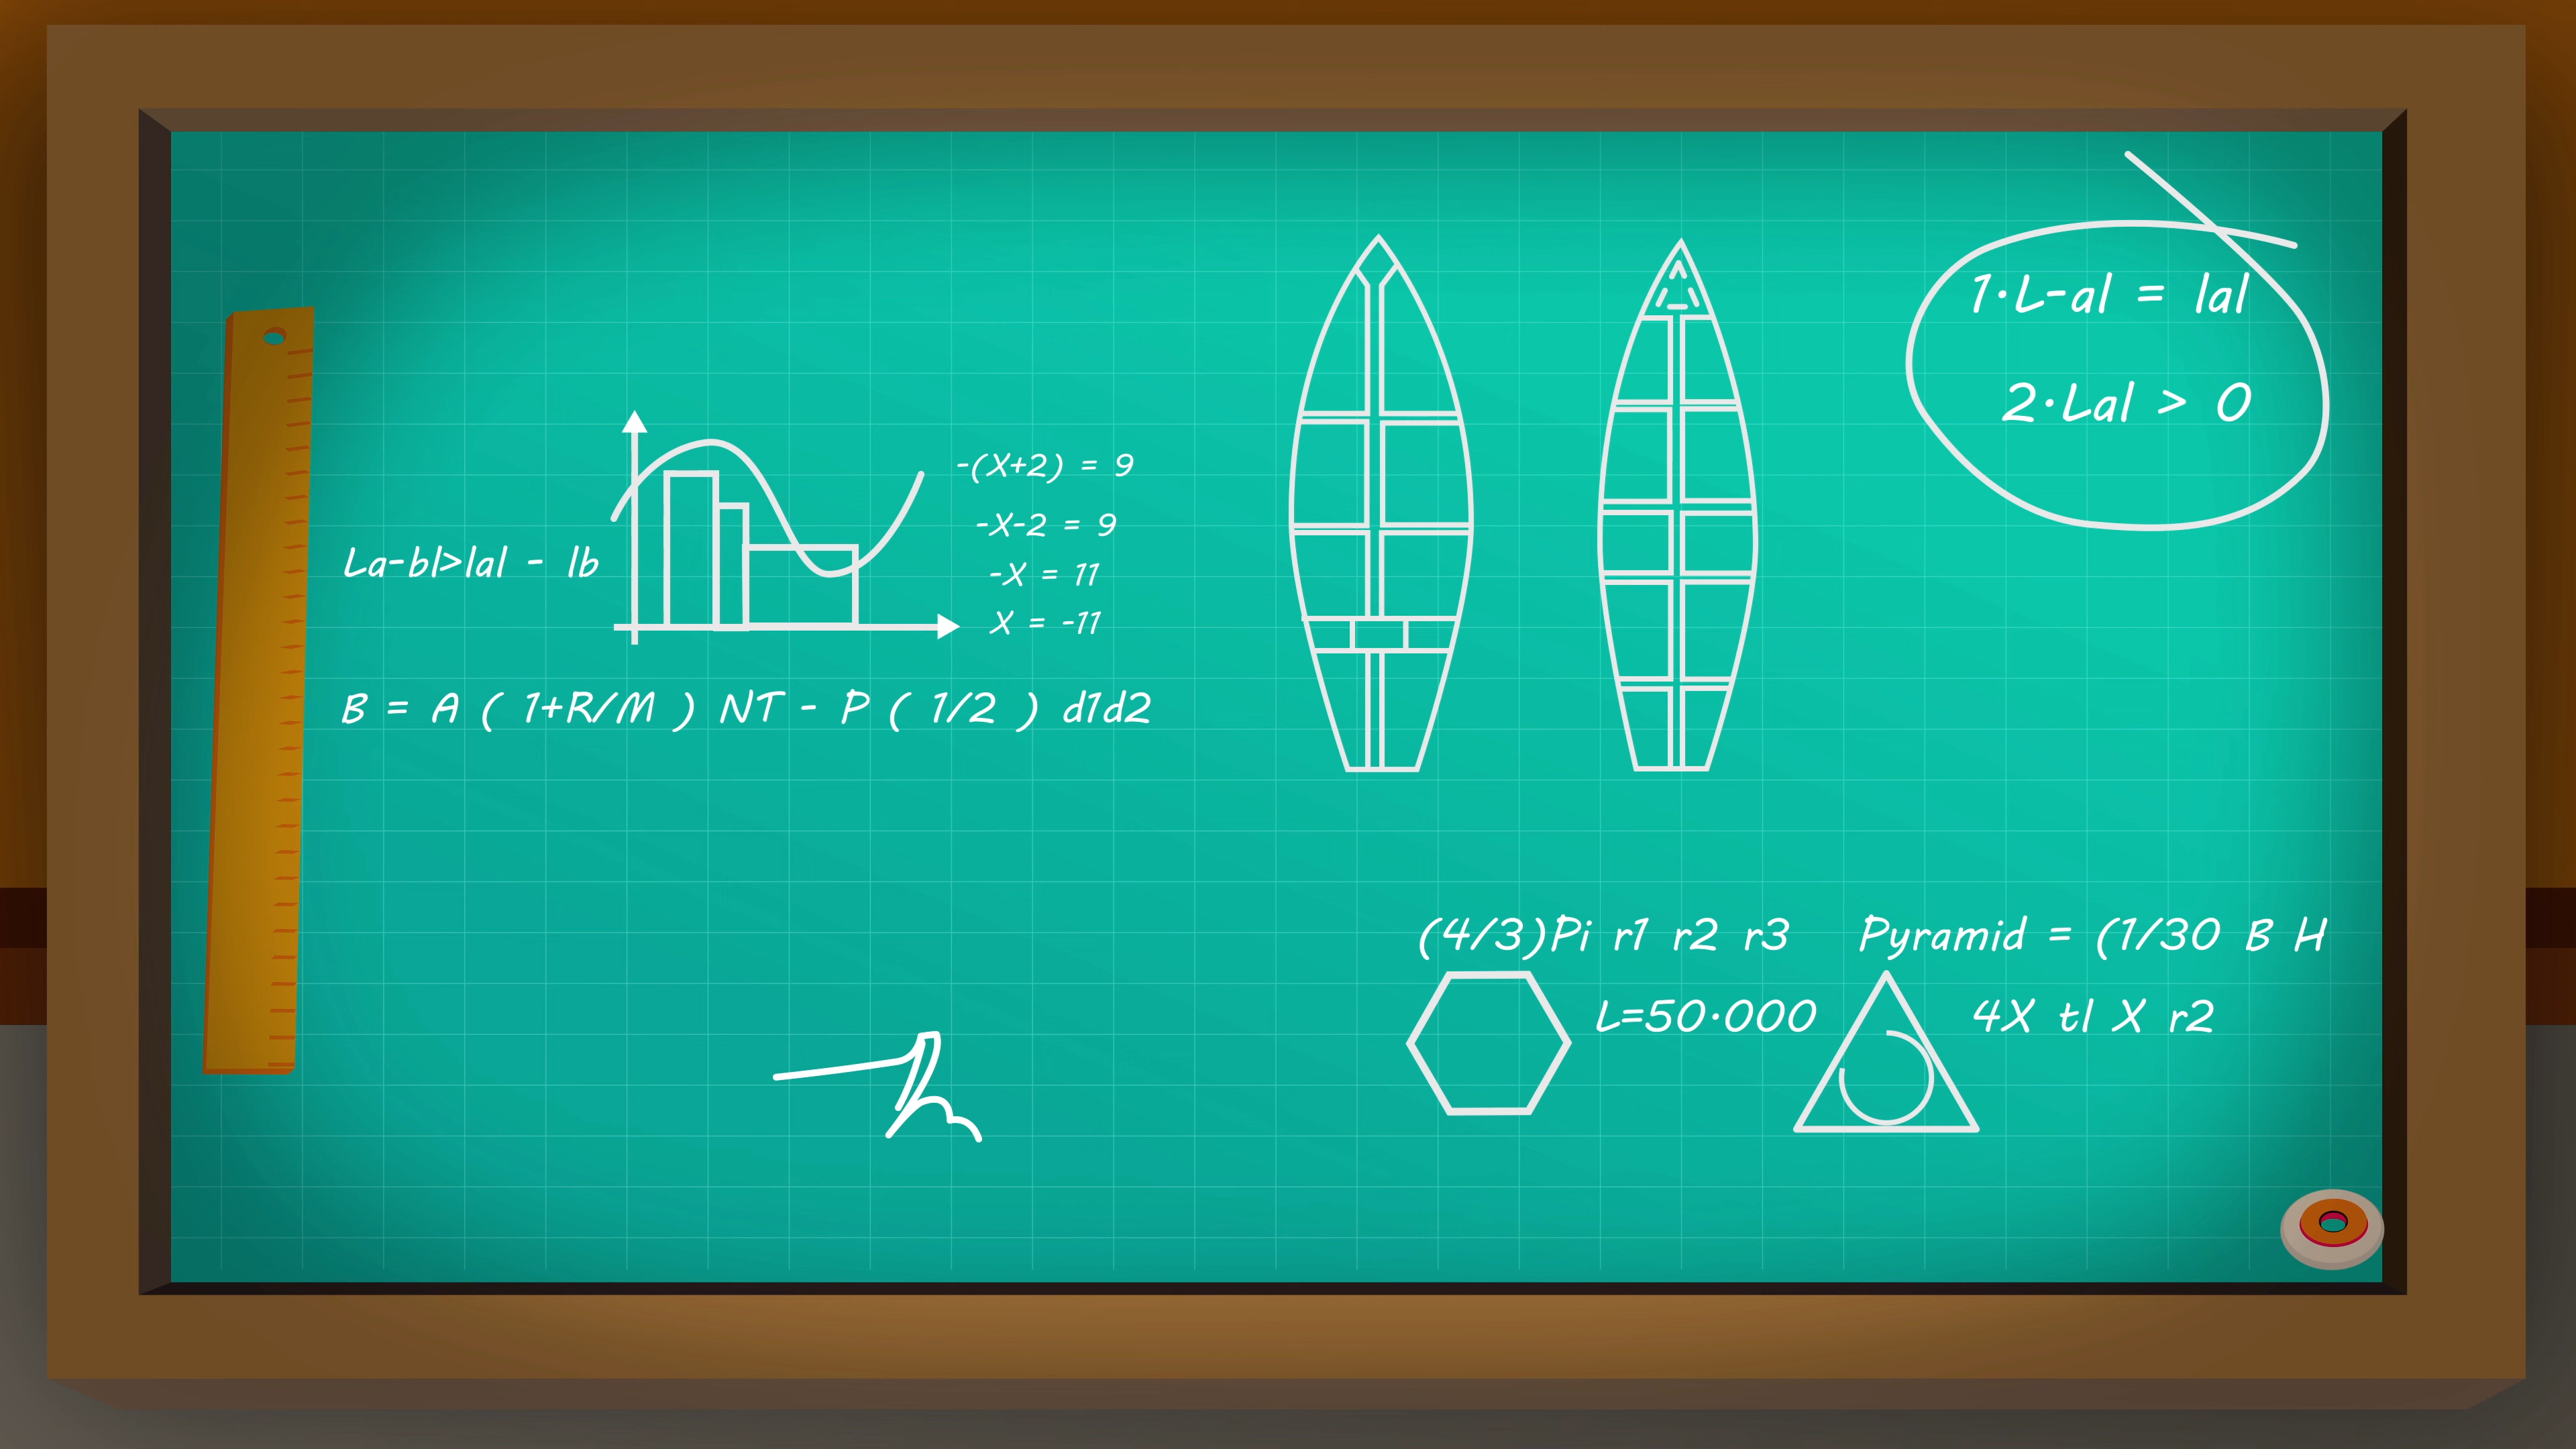 La-bl>lal - lb
-(X+2) = 9
-X-2 = 9
-X = 11
X = -11
B = A ( 1+R/M ) NT - P ( 1/2 ) d1d2
1·L-al = lal
2·Lal > 0
(4/3)Pi r1 r2 r3
Pyramid = (1/30 B H
L=50·000
4X tl X r2